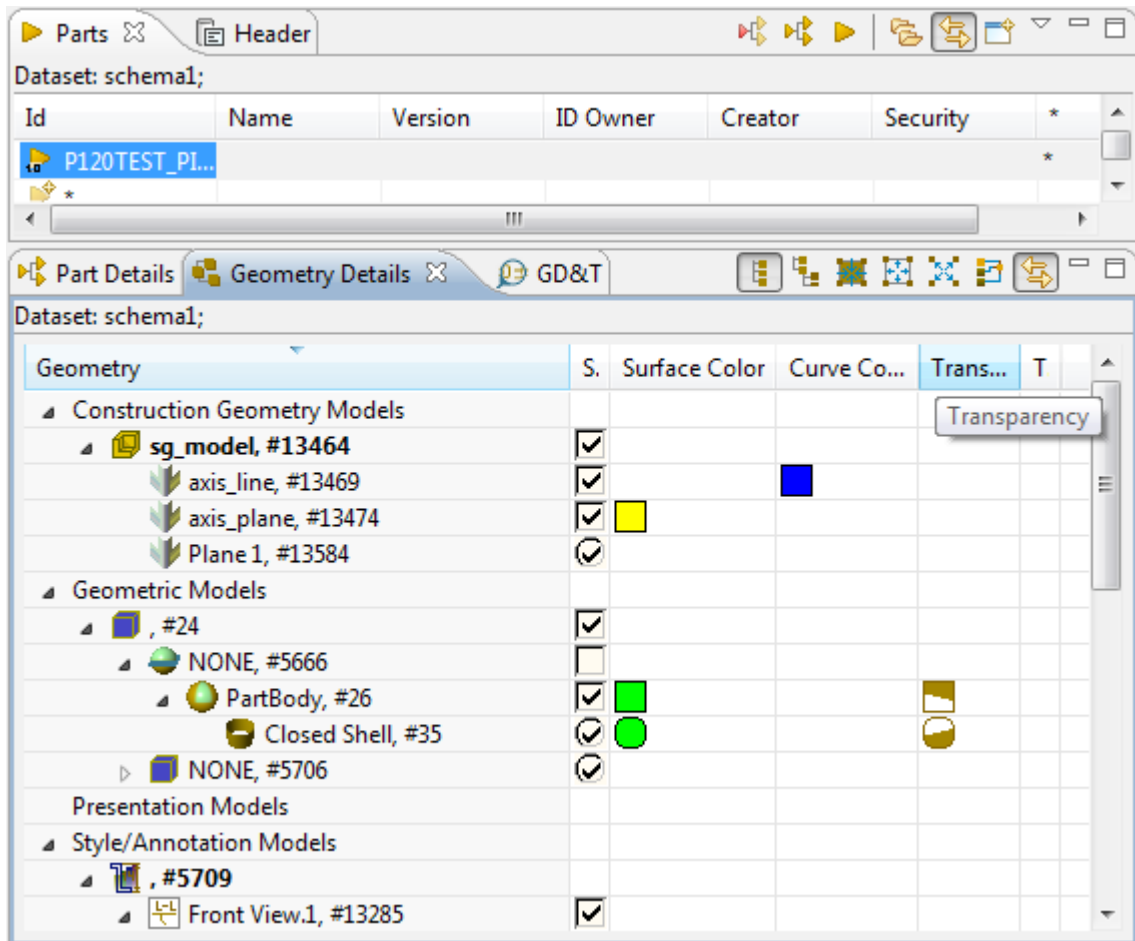 Parts Header
Dataset: schema1;
Id Name Version ID Owner Creator Security *
P120TEST_PI... *
*
Part Details Geometry Details GD&T
Dataset: schema1;
Geometry S. Surface Color Curve Co... Trans... T
Construction Geometry Models
Transparency
sg_model, #13464
axis_line, #13469
axis_plane, #13474
Plane 1, #13584
Geometric Models
, #24
NONE, #5666
PartBody, #26
Closed Shell, #35
NONE, #5706
Presentation Models
Style/Annotation Models
, #5709
Front View.1, #13285